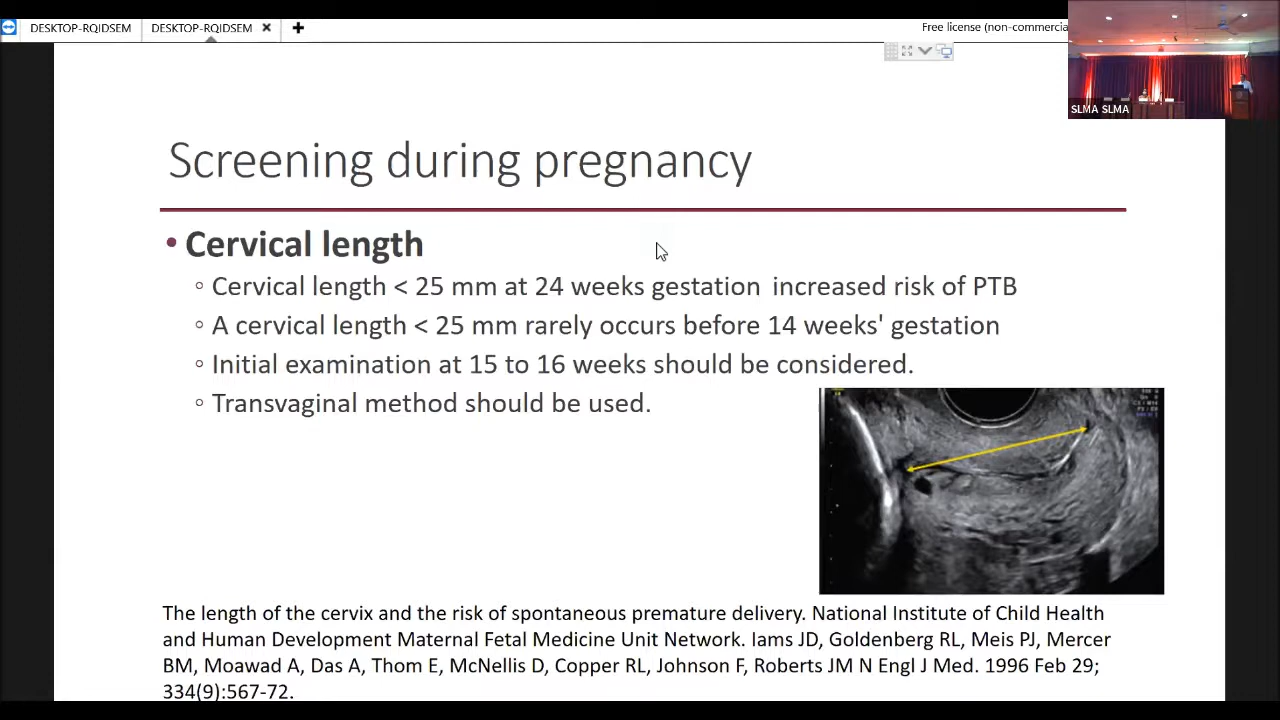 DESKTOP-RQIDSEM
DESKTOP-RQIDSEM
Free license (non-commercia
SLMA SLMA
Screening during pregnancy
• Cervical length
◦ Cervical length < 25 mm at 24 weeks gestation increased risk of PTB
◦ A cervical length < 25 mm rarely occurs before 14 weeks' gestation
◦ Initial examination at 15 to 16 weeks should be considered.
◦ Transvaginal method should be used.
The length of the cervix and the risk of spontaneous premature delivery. National Institute of Child Health
and Human Development Maternal Fetal Medicine Unit Network. Iams JD, Goldenberg RL, Meis PJ, Mercer
BM, Moawad A, Das A, Thom E, McNellis D, Copper RL, Johnson F, Roberts JM N Engl J Med. 1996 Feb 29;
334(9):567-72.